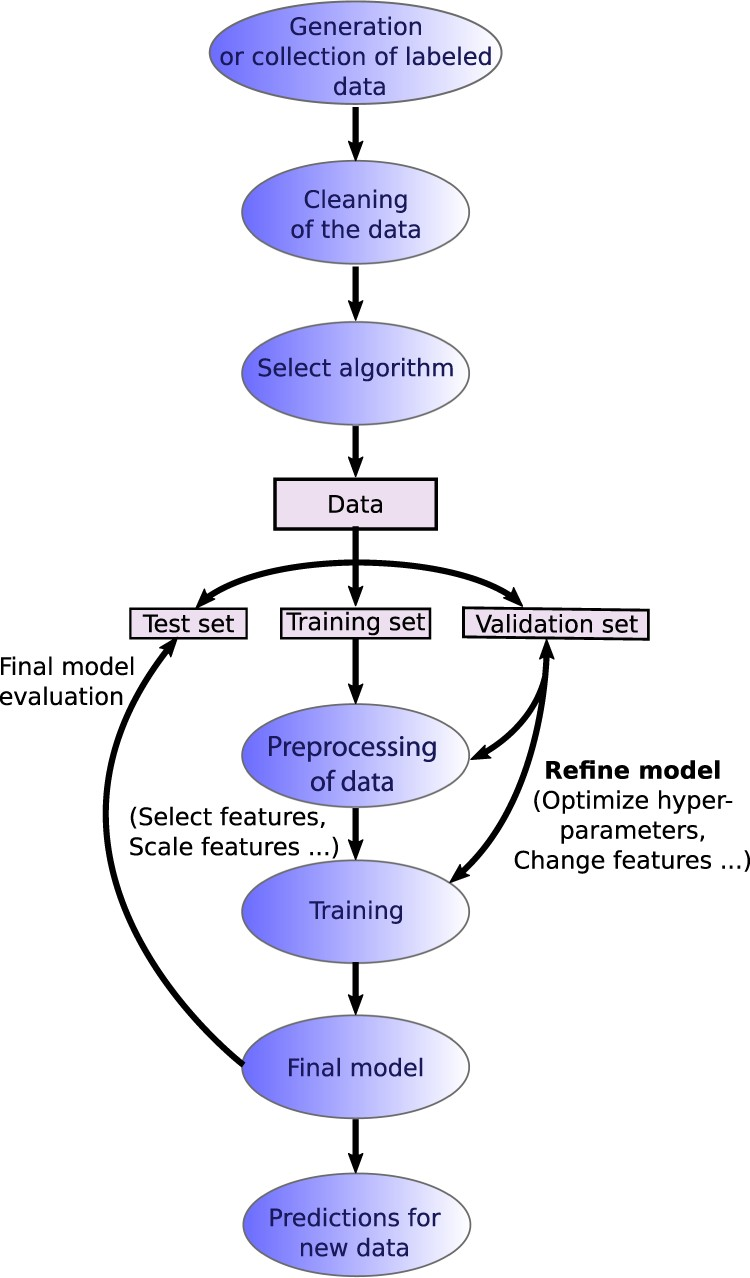 Generation
or collection of labeled
data
Cleaning
of the data
Select algorithm
Data
Test set
Training set
Validation set
Final model
evaluation
Preprocessing
of data
Refine model
(Optimize hyper-
parameters,
Change features ...)
(Select features,
Scale features ...)
Training
Final model
Predictions for
new data